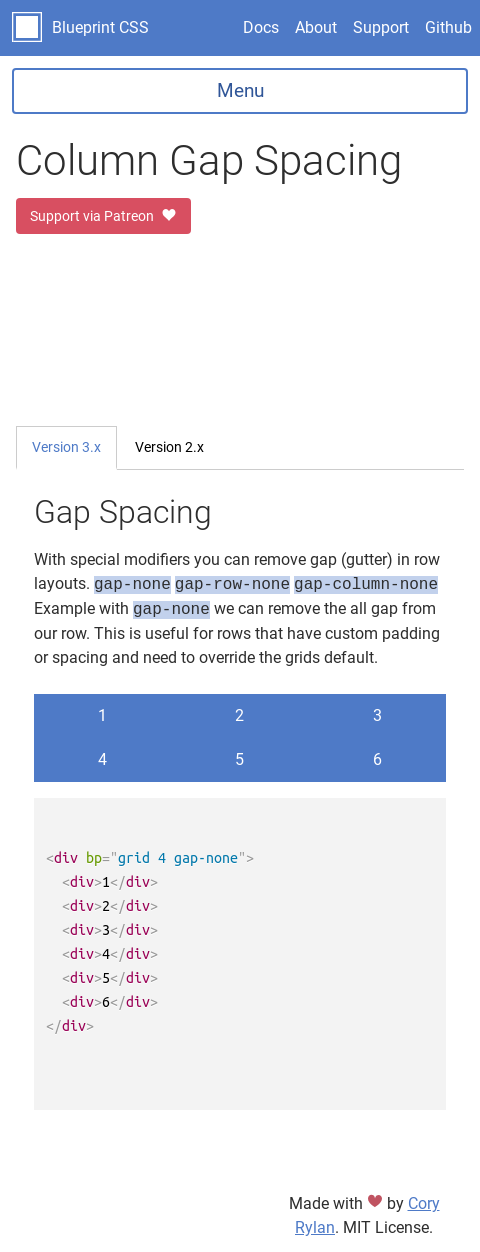 Blueprint CSS Docs About Support Github
Menu
Column Gap Spacing
Support via Patreon
Version 3.x Version 2.x
Gap Spacing
With special modifiers you can remove gap (gutter) in row
layouts. gap-none gap-row-none gap-column-none
Example with gap-none we can remove the all gap from
our row. This is useful for rows that have custom padding
or spacing and need to override the grids default.
1 2 3
4 5 6
<div bp="grid 4 gap-none">
  <div>1</div>
  <div>2</div>
  <div>3</div>
  <div>4</div>
  <div>5</div>
  <div>6</div>
</div>
Made with ❤ by Cory
Rylan. MIT License.